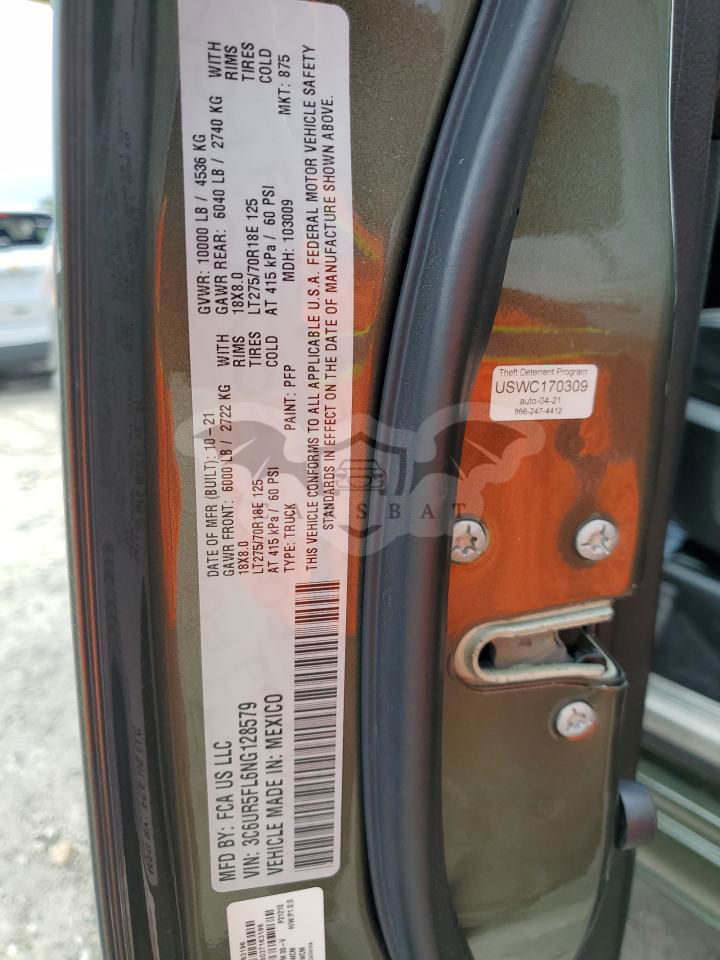 MFD BY: FCA US LLC
DATE OF MFR (BUILT): 10-21
GVWR: 10000 LB / 4536 KG
GAWR FRONT: 6000 LB / 2722 KG WITH
GAWR REAR: 6040 LB / 2740 KG WITH
18X8.0 RIMS
18X8.0 RIMS
LT275/70R18E 125 TIRES
LT275/70R18E 125 TIRES
AT 415 kPa / 60 PSI COLD
AT 415 kPa / 60 PSI COLD
VIN: 3C6UR5FL6NG128579
TYPE: TRUCK PAINT: PFP MDH: 103009 MKT: 875
VEHICLE MADE IN: MEXICO
THIS VEHICLE CONFORMS TO ALL APPLICABLE U.S.A. FEDERAL MOTOR VEHICLE SAFETY
STANDARDS IN EFFECT ON THE DATE OF MANUFACTURE SHOWN ABOVE.
Theft Deterrent Program
USWC170309
auto-04-21
866-247-4412
P21210
H/W:P1.0.0